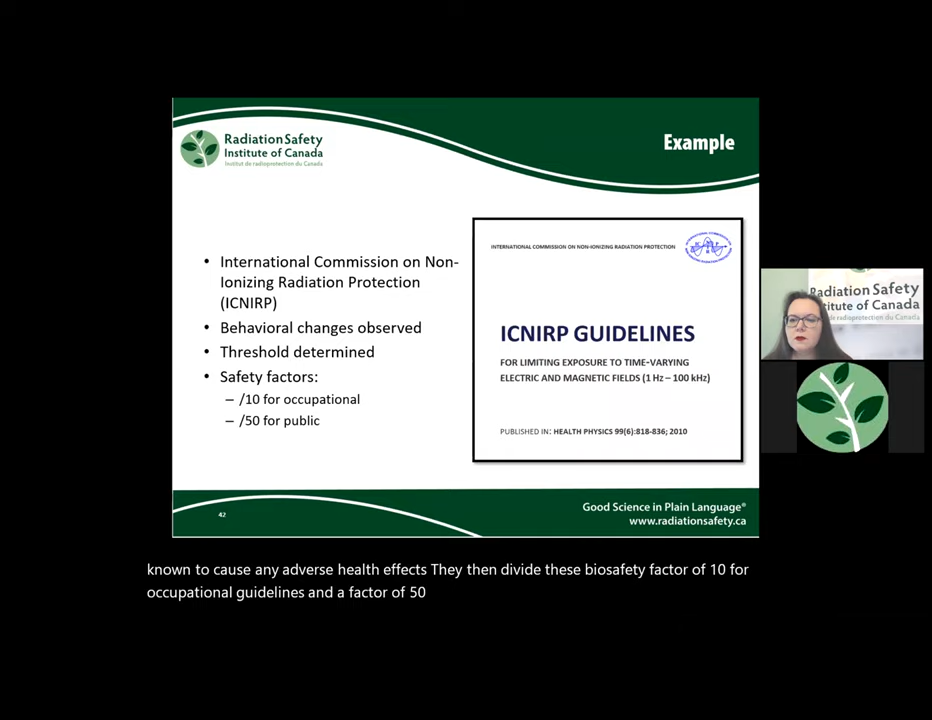 Radiation Safety
Institute of Canada
Institut de radioprotection du Canada
Example
• International Commission on Non-
Ionizing Radiation Protection
(ICNIRP)
• Behavioral changes observed
• Threshold determined
• Safety factors:
– /10 for occupational
– /50 for public
INTERNATIONAL COMMISSION ON NON-IONIZING RADIATION PROTECTION
ICNIRP GUIDELINES
FOR LIMITING EXPOSURE TO TIME-VARYING
ELECTRIC AND MAGNETIC FIELDS (1 Hz – 100 kHz)
PUBLISHED IN: HEALTH PHYSICS 99(6):818-836; 2010
42
Good Science in Plain Language®
www.radiationsafety.ca
Radiation Safety
titute of Canada
de radioprotection du Canada
known to cause any adverse health effects They then divide these biosafety factor of 10 for
occupational guidelines and a factor of 50